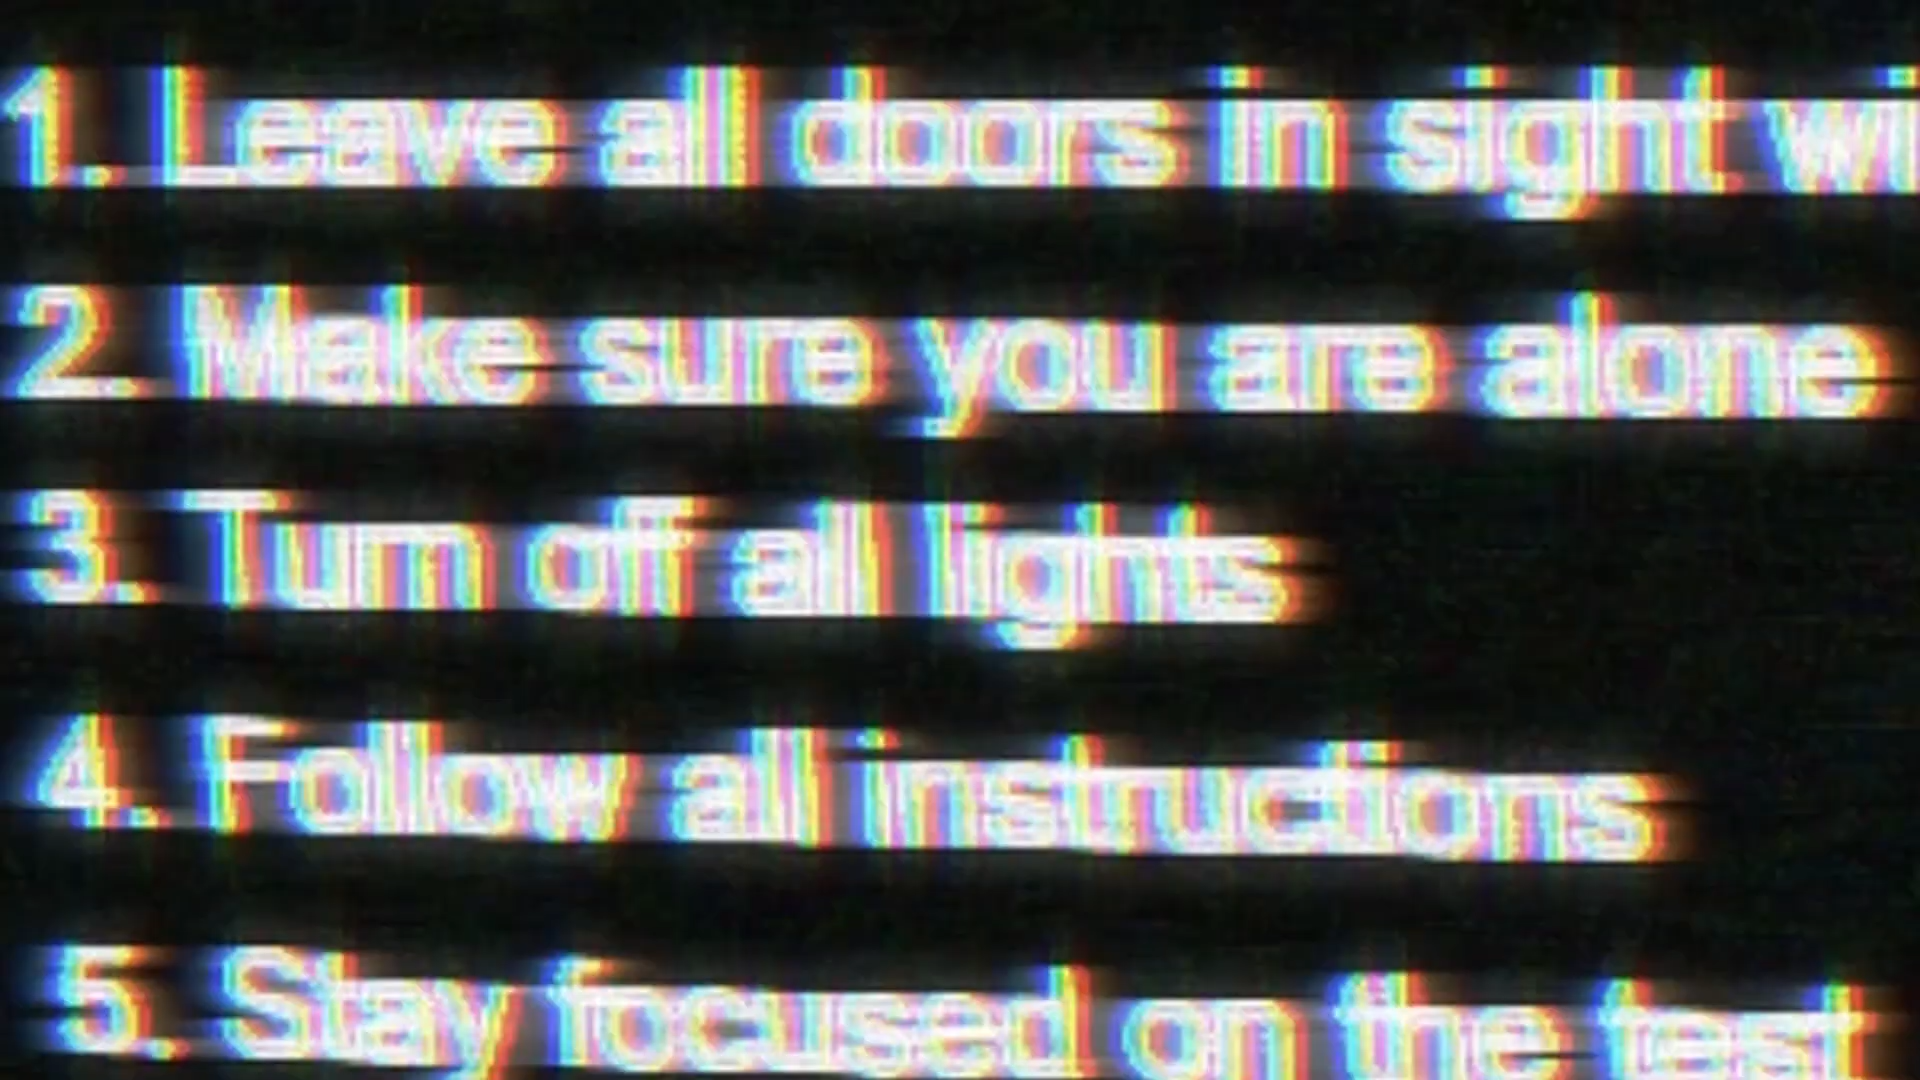 1. Leave all doors in sight wi
2. Make sure you are alone
3. Turn off all lights
4. Follow all instructions
5. Stay focused on the test